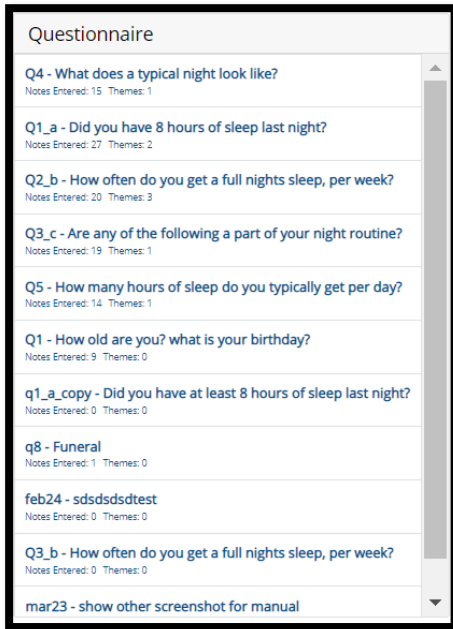 Questionnaire
Q4 - What does a typical night look like?
Notes Entered: 15 Themes: 1
Q1_a - Did you have 8 hours of sleep last night?
Notes Entered: 27 Themes: 2
Q2_b - How often do you get a full nights sleep, per week?
Notes Entered: 20 Themes: 3
Q3_c - Are any of the following a part of your night routine?
Notes Entered: 19 Themes: 1
Q5 - How many hours of sleep do you typically get per day?
Notes Entered: 14 Themes: 1
Q1 - How old are you? what is your birthday?
Notes Entered: 9 Themes: 0
q1_a_copy - Did you have at least 8 hours of sleep last night?
Notes Entered: 0 Themes: 0
q8 - Funeral
Notes Entered: 1 Themes: 0
feb24 - sdsdsdsdtest
Notes Entered: 0 Themes: 0
Q3_b - How often do you get a full nights sleep, per week?
Notes Entered: 0 Themes: 0
mar23 - show other screenshot for manual